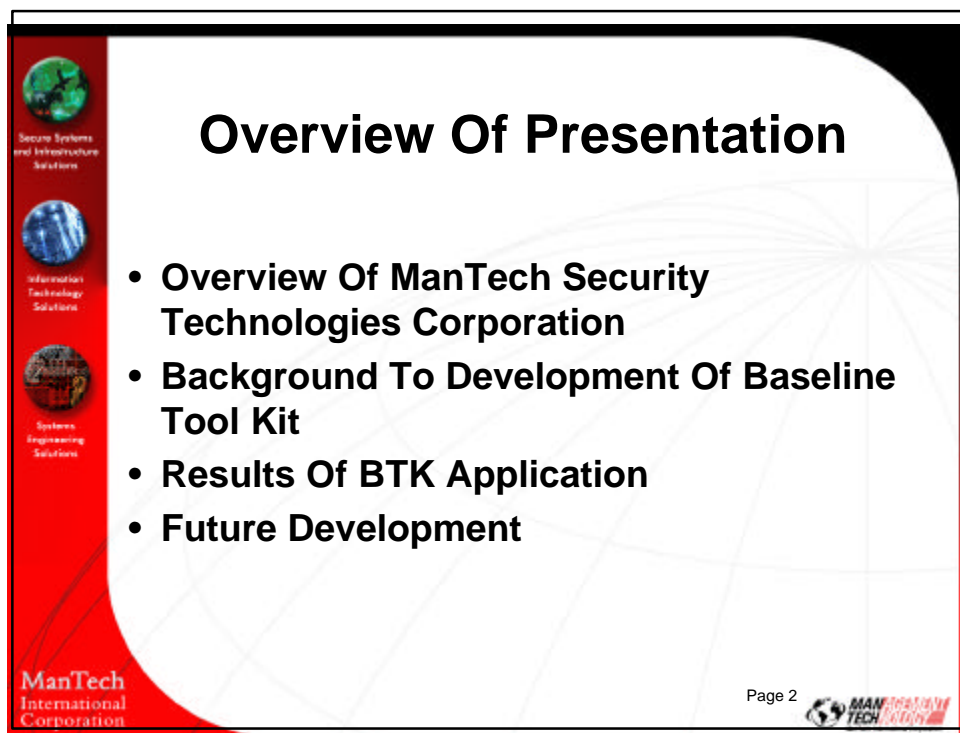 Overview Of Presentation
Secure Systems
and Infrastructure
Solutions
Information
Technology
Solutions
Systems
Engineering
Solutions
• Overview Of ManTech Security
Technologies Corporation
• Background To Development Of Baseline
Tool Kit
• Results Of BTK Application
• Future Development
ManTech
International
Corporation
Page 2
MANAGEMENT
TECH